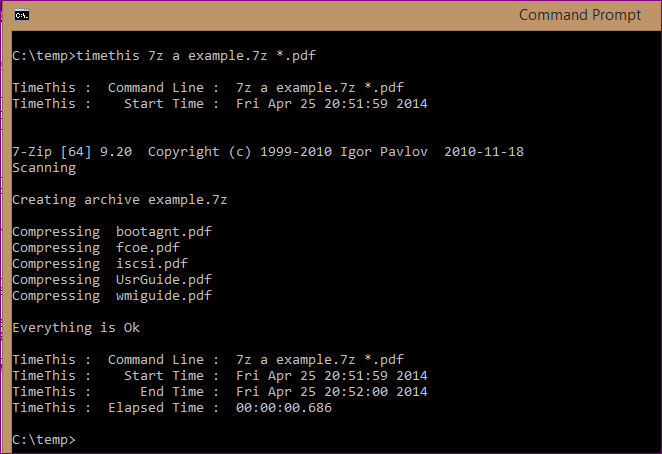 Command Prompt
C:\temp>timethis 7z a example.7z *.pdf
TimeThis :  Command Line :  7z a example.7z *.pdf
TimeThis :    Start Time :  Fri Apr 25 20:51:59 2014
7-Zip [64] 9.20  Copyright (c) 1999-2010 Igor Pavlov  2010-11-18
Scanning
Creating archive example.7z
Compressing  bootagnt.pdf
Compressing  fcoe.pdf
Compressing  iscsi.pdf
Compressing  UsrGuide.pdf
Compressing  wmiguide.pdf
Everything is Ok
TimeThis :  Command Line :  7z a example.7z *.pdf
TimeThis :    Start Time :  Fri Apr 25 20:51:59 2014
TimeThis :      End Time :  Fri Apr 25 20:52:00 2014
TimeThis :  Elapsed Time :  00:00:00.686
C:\temp>